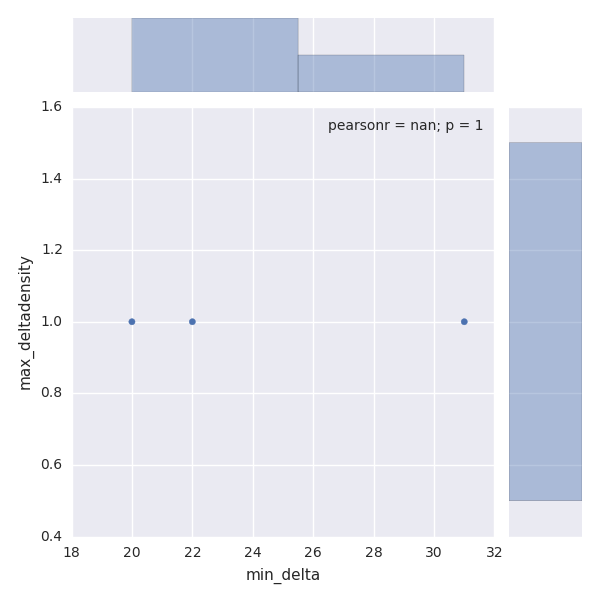 pearsonr = nan; p = 1
max_deltadensity
1.6
1.4
1.2
1.0
0.8
0.6
0.4
18 20 22 24 26 28 30 32
min_delta